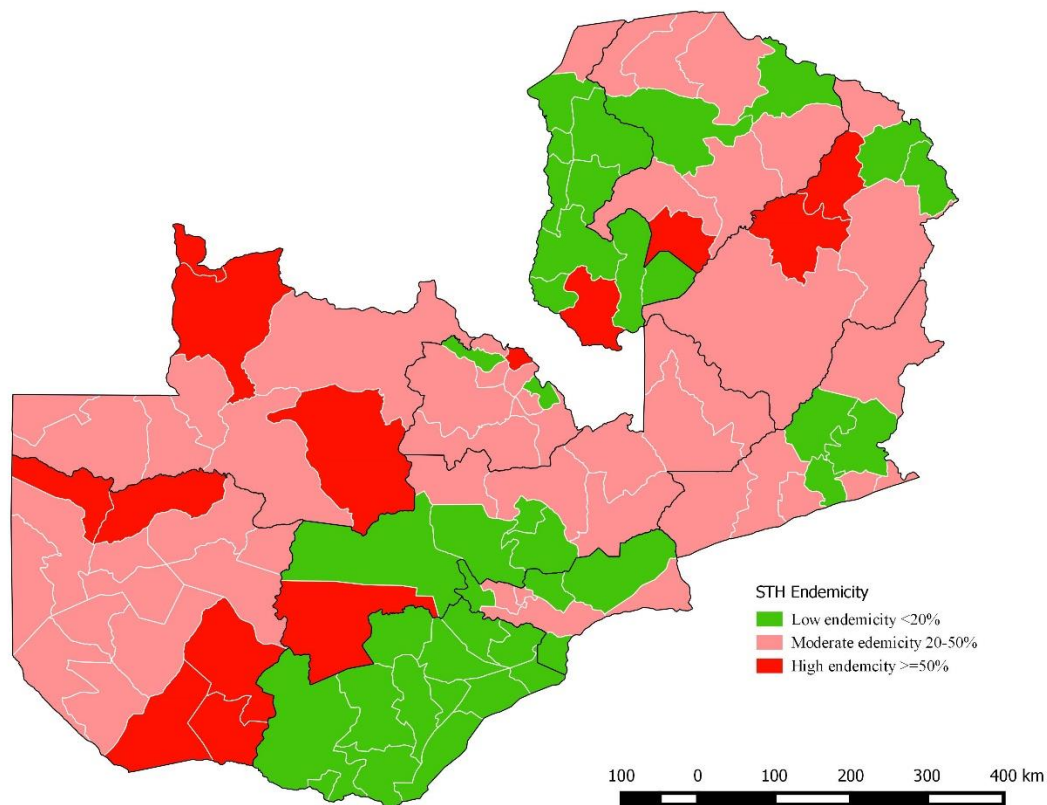 STH Endemicity
Low endemicity <20%
Moderate edemicity 20-50%
High endemcity >=50%
100 0 100 200 300 400 km